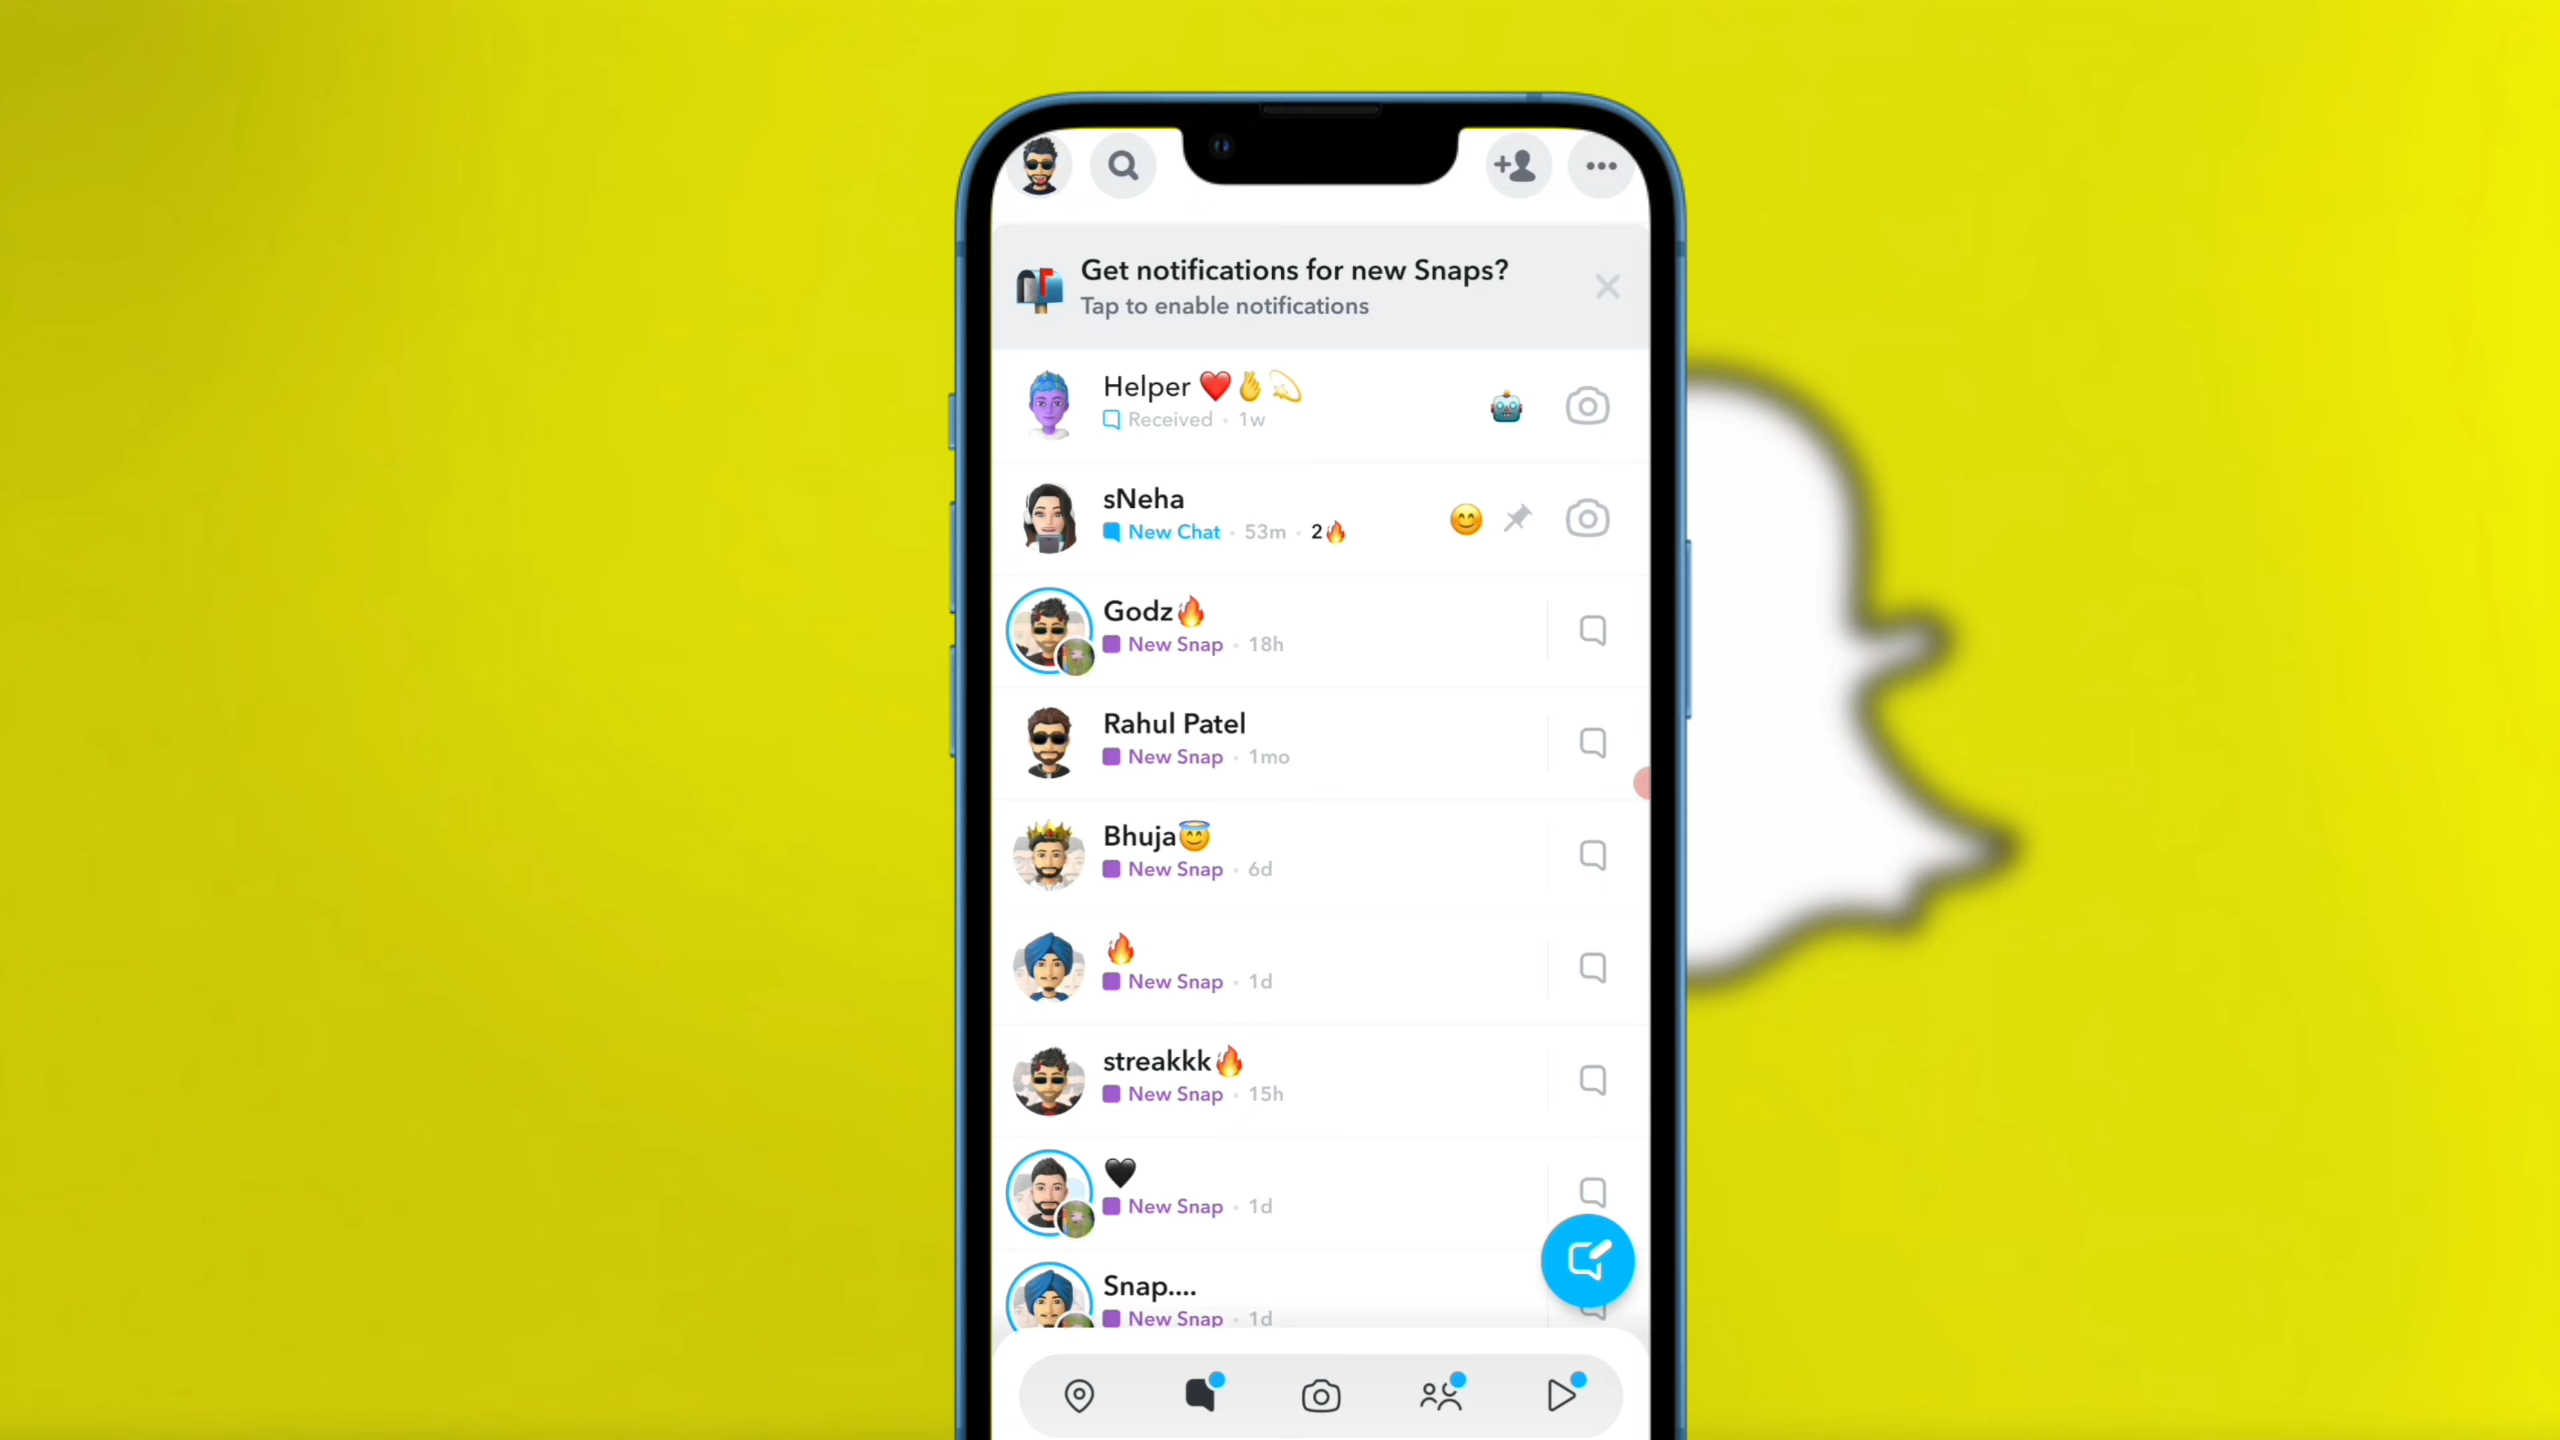 Get notifications for new Snaps?
Tap to enable notifications
Helper ❤️🫰💫
Received · 1w
sNeha
New Chat · 53m · 2🔥
Godz🔥
New Snap · 18h
Rahul Patel
New Snap · 1mo
Bhuja😇
New Snap · 6d
🔥
New Snap · 1d
streakkk🔥
New Snap · 15h
🖤
New Snap · 1d
Snap....
New Snap · 1d